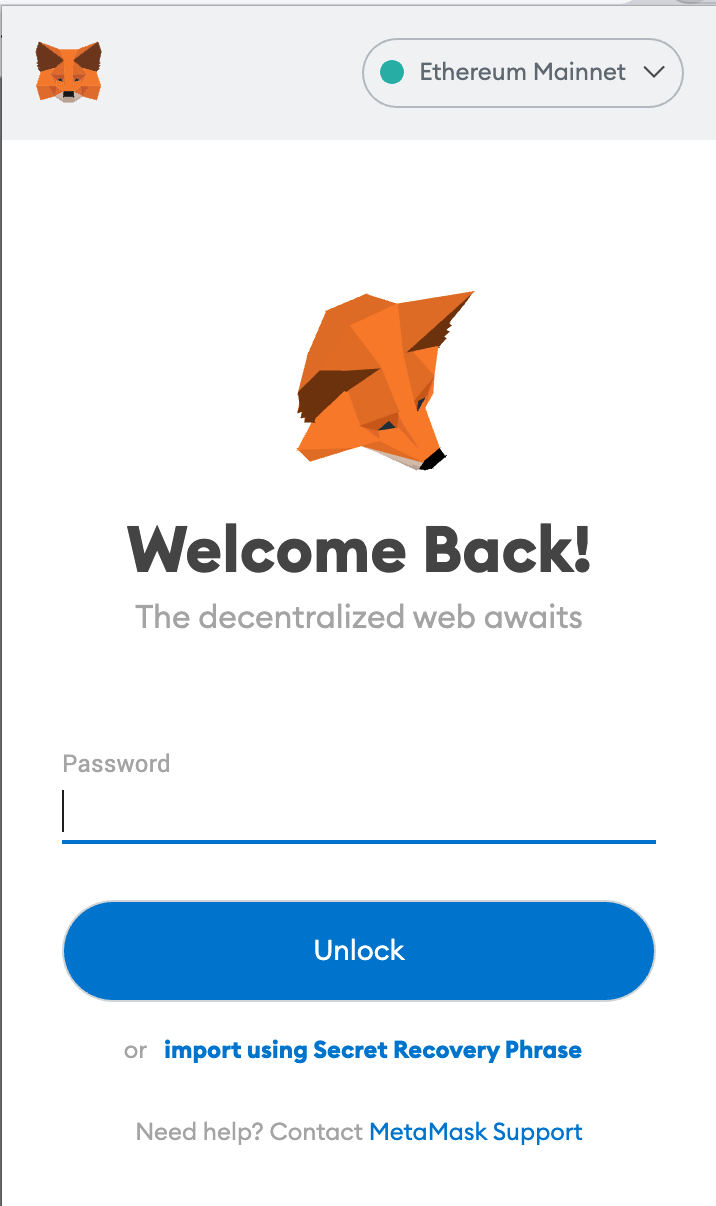 Ethereum Mainnet
Welcome Back!
The decentralized web awaits
Password
Unlock
or import using Secret Recovery Phrase
Need help? Contact MetaMask Support